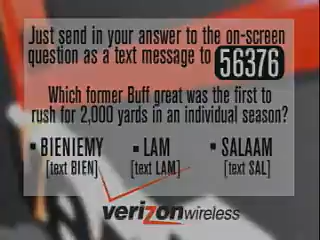 Just send in your answer to the on-screen
question as a text message to 56376
Which former Buff great was the first to
rush for 2,000 yards in an individual season?
▪ BIENIEMY ▪ LAM ▪ SALAAM
[text BIEN] [text LAM] [text SAL]
verizonwireless